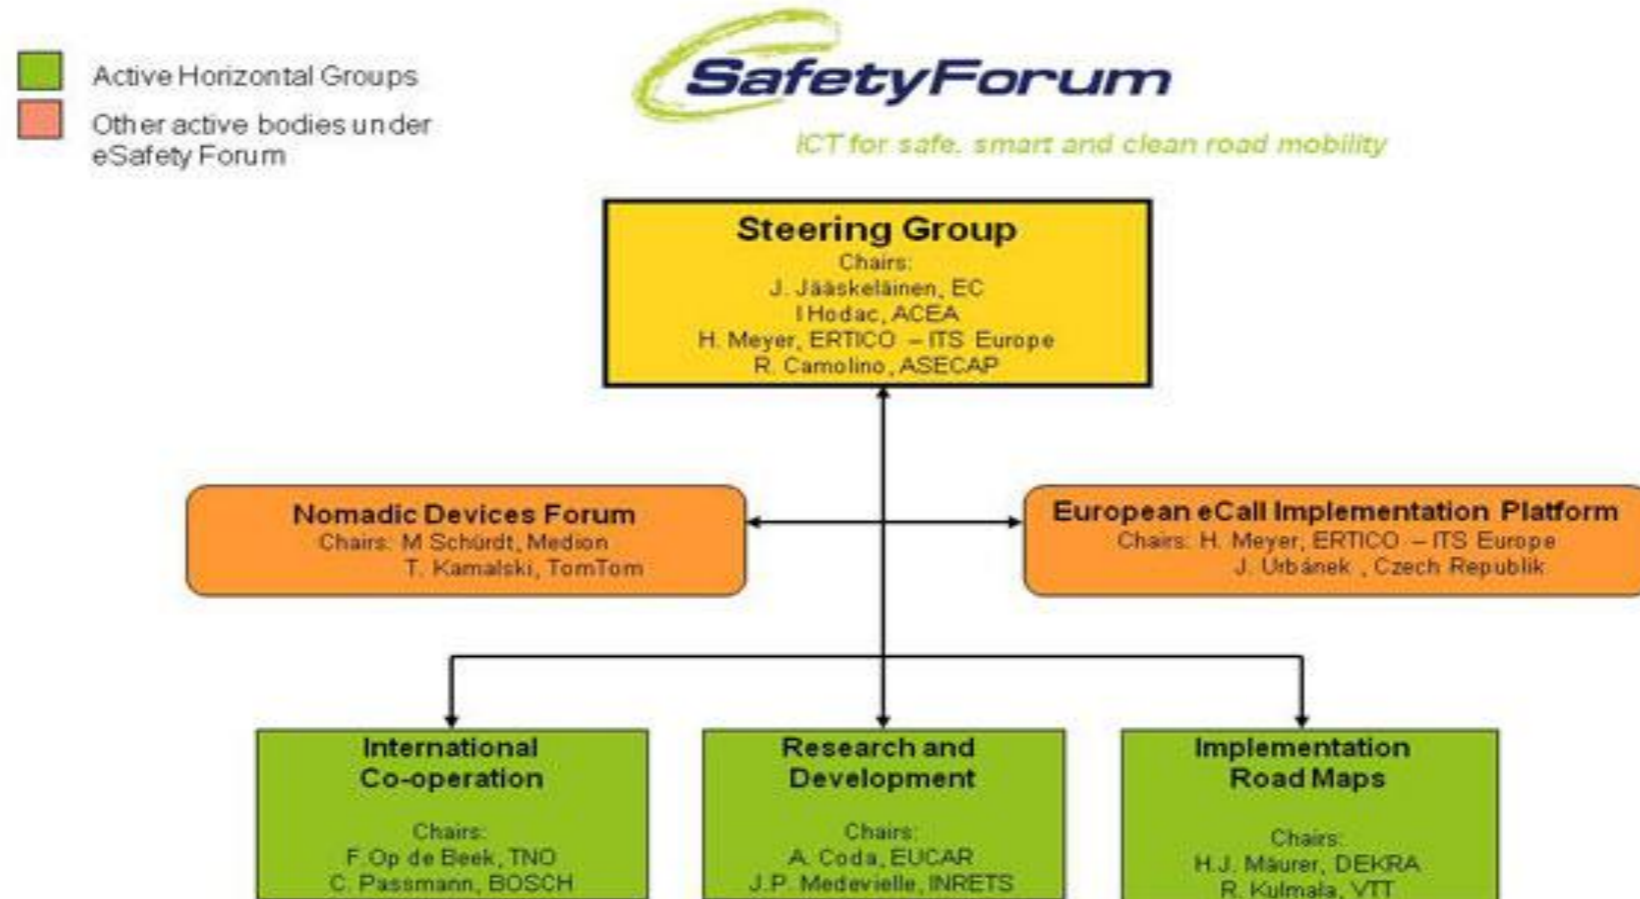 Active Horizontal Groups
Other active bodies under
eSafety Forum
eSafetyForum
ICT for safe, smart and clean road mobility
Steering Group
Chairs:
J. Jääskeläinen, EC
I Hodac, ACEA
H. Meyer, ERTICO – ITS Europe
R. Camolino, ASECAP
Nomadic Devices Forum
Chairs: M Schürdt, Medion
T. Kamalski, TomTom
European eCall Implementation Platform
Chairs: H. Meyer, ERTICO – ITS Europe
J. Urbánek , Czech Republik
International
Co-operation
Chairs:
F. Op de Beek, TNO
C. Passmann, BOSCH
Research and
Development
Chairs:
A. Coda, EUCAR
J.P. Medevielle, INRETS
Implementation
Road Maps
Chairs:
H.J. Mäurer, DEKRA
R. Kulmala, VTT